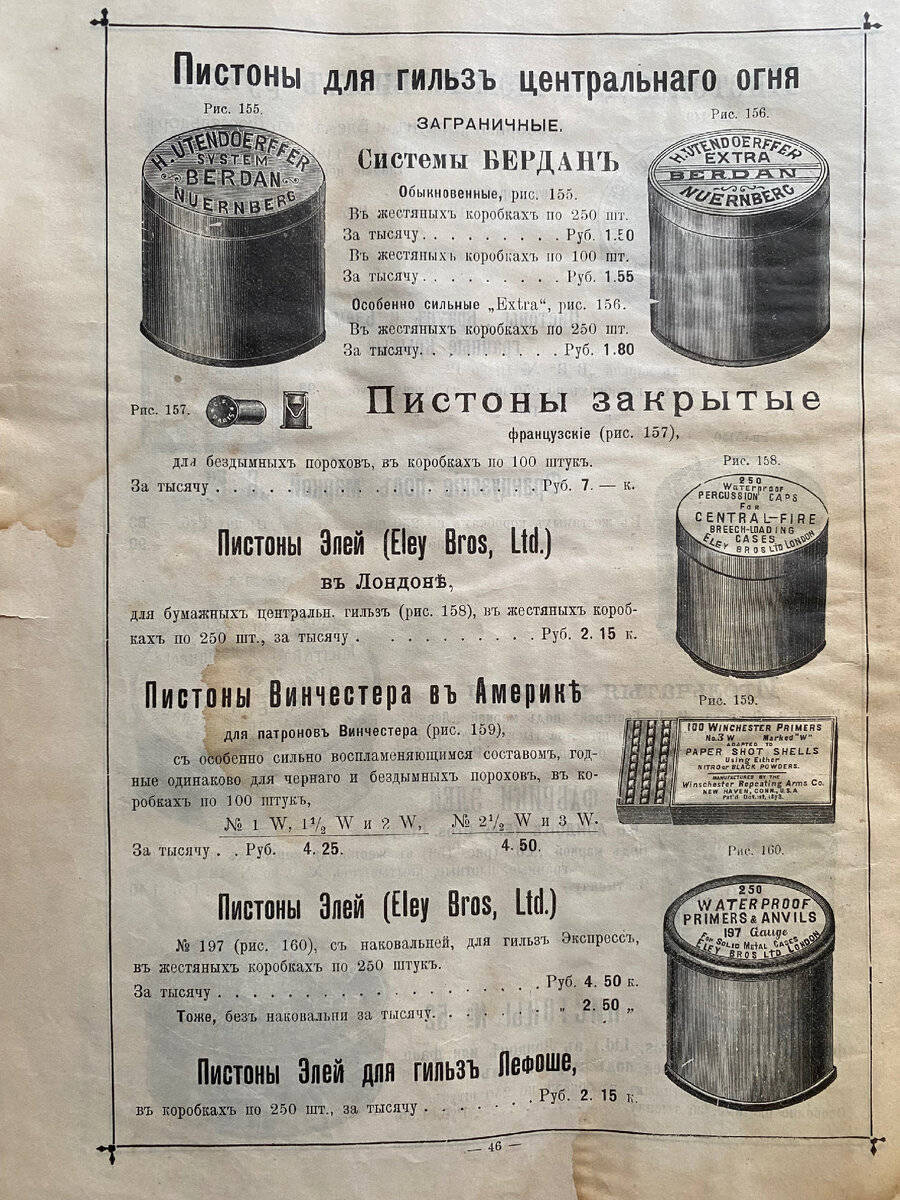 Пистоны для гильзъ центральнаго огня
Рис. 155.
ЗАГРАНИЧНЫЕ.
Рис. 156.
Системы БЕРДАНЪ
H. UTENDOERFFER
SYSTEM
BERDAN
NUERNBERG
H. UTENDOERFFER
EXTRA
BERDAN
NUERNBERG
Обыкновенные, рис. 155.
Въ жестяныхъ коробкахъ по 250 шт.
За тысячу. . . . . . . . . Руб. 1.50
Въ жестяныхъ коробкахъ по 100 шт.
За тысячу. . . . . . . . . Руб. 1.55
Особенно сильные „Extra“, рис. 156.
Въ жестяныхъ коробкахъ по 250 шт.
За тысячу. . . . . . . . . Руб. 1.80
Рис. 157.
Пистоны закрытые
французскіе (рис. 157),
для бездымныхъ пороховъ, въ коробкахъ по 100 штукъ.
За тысячу . . . . . . . . . . . . . . . . . . . . Руб. 7. — к.
Рис. 158.
250
Waterproof
PERCUSSION CAPS
For
CENTRAL-FIRE
BREECH-LOADING
CASES
ELEY BROS LTD LONDON
Пистоны Элей (Eley Bros, Ltd.)
въ Лондонѣ,
для бумажныхъ центральн. гильзъ (рис. 158), въ жестяныхъ короб-
кахъ по 250 шт., за тысячу . . . . . . . . . . Руб. 2. 15 к.
Пистоны Винчестера въ Америкѣ
для патроновъ Винчестера (рис. 159),
съ особенно сильно воспламеняющимся составомъ, год-
ные одинаково для чернаго и бездымныхъ пороховъ, въ ко-
робкахъ по 100 штукъ,
№ 1 W, 1½ W и 2 W, № 2½ W и 3 W.
За тысячу . . Руб. 4. 25. 4. 50.
Рис. 159.
100 WINCHESTER PRIMERS
No. 3 W Marked "W"
ADAPTED TO
PAPER SHOT SHELLS
Using Either
NITRO or BLACK POWDERS.
MANUFACTURED BY THE
Winchester Repeating Arms Co.
NEW HAVEN, CONN., U.S.A.
Рис. 160.
250
WATERPROOF
PRIMERS & ANVILS
197 Gauge
For Solid Metal Cases
ELEY BROS LTD LONDON
Пистоны Элей (Eley Bros, Ltd.)
№ 197 (рис. 160), съ наковальней, для гильзъ Экспрессъ,
въ жестяныхъ коробкахъ по 250 штукъ.
За тысячу . . . . . . . . . . . . . . . . . . . Руб. 4. 50 к.
Тоже, безъ наковальни за тысячу. . . . . . . „ 2. 50 „
Пистоны Элей для гильзъ Лефоше,
въ коробкахъ по 250 шт., за тысячу . . . . . . . Руб. 2. 15 к.
— 46 —